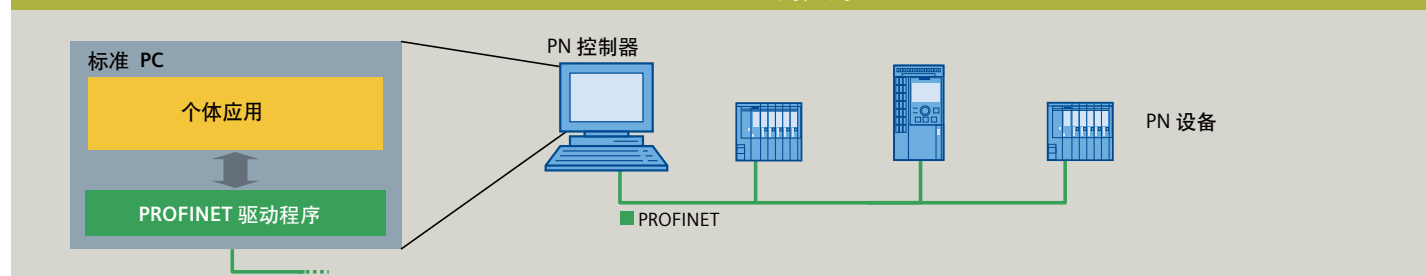 标准 PC
个体应用
PROFINET 驱动程序
PN 控制器
PN 设备
PROFINET